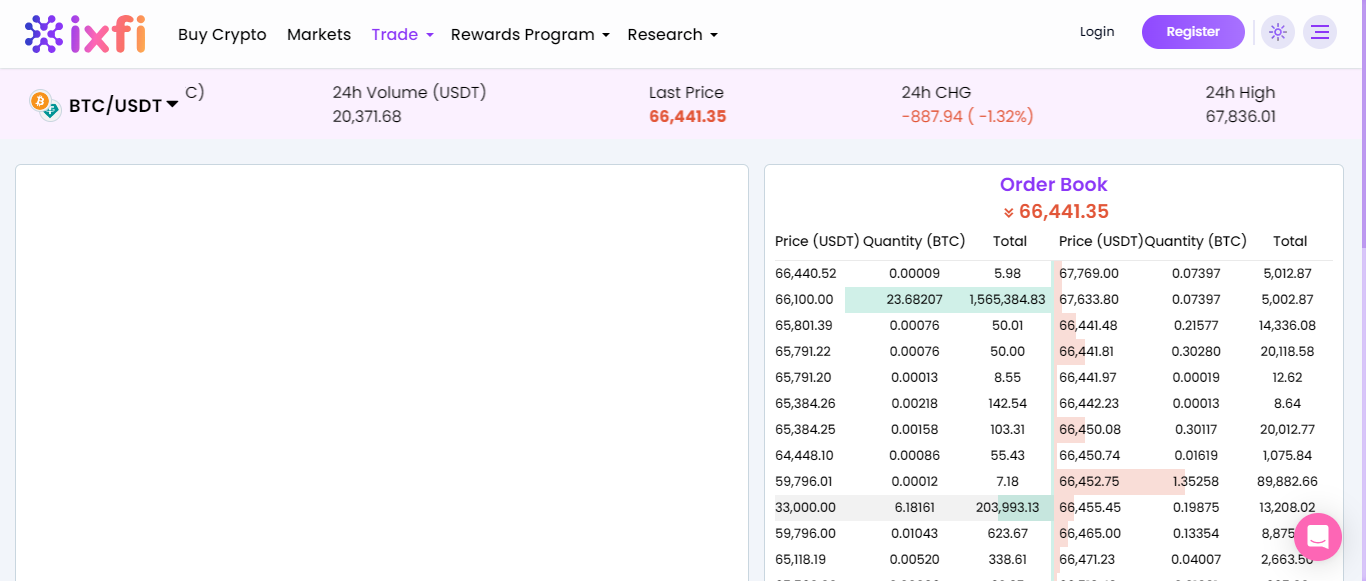 ixfi
Buy Crypto Markets Trade Rewards Program Research Login Register
BTC/USDT
C)
24h Volume (USDT)
20,371.68
Last Price
66,441.35
24h CHG
-887.94 ( -1.32%)
24h High
67,836.01
Order Book
66,441.35
Price (USDT) Quantity (BTC) Total Price (USDT) Quantity (BTC) Total
66,440.52 0.00009 5.98 67,769.00 0.07397 5,012.87
66,100.00 23.68207 1,565,384.83 67,633.80 0.07397 5,002.87
65,801.39 0.00076 50.01 66,441.48 0.21577 14,336.08
65,791.22 0.00076 50.00 66,441.81 0.30280 20,118.58
65,791.20 0.00013 8.55 66,441.97 0.00019 12.62
65,384.26 0.00218 142.54 66,442.23 0.00013 8.64
65,384.25 0.00158 103.31 66,450.08 0.30117 20,012.77
64,448.10 0.00086 55.43 66,450.74 0.01619 1,075.84
59,796.01 0.00012 7.18 66,452.75 1.35258 89,882.66
33,000.00 6.18161 203,993.13 66,455.45 0.19875 13,208.02
59,796.00 0.01043 623.67 66,465.00 0.13354 8,875
65,118.19 0.00520 338.61 66,471.23 0.04007 2,663.50